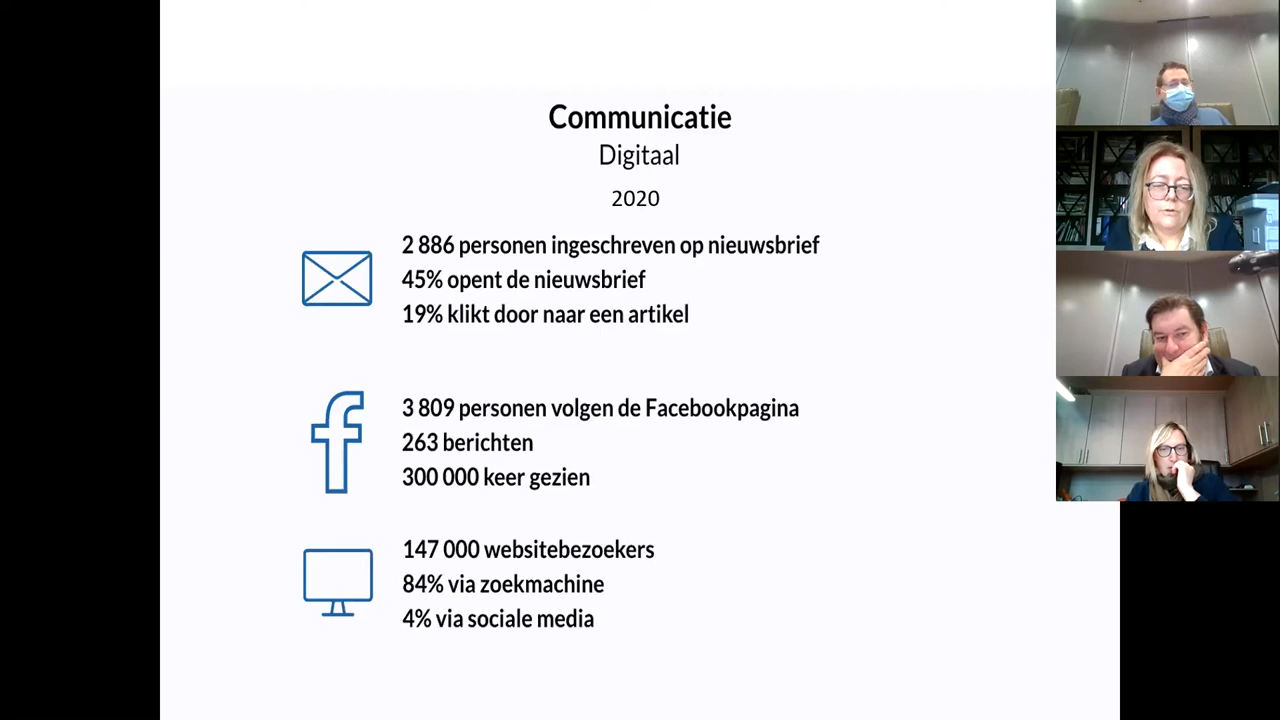 Communicatie
Digitaal
2020
2 886 personen ingeschreven op nieuwsbrief
45% opent de nieuwsbrief
19% klikt door naar een artikel
3 809 personen volgen de Facebookpagina
263 berichten
300 000 keer gezien
147 000 websitebezoekers
84% via zoekmachine
4% via sociale media